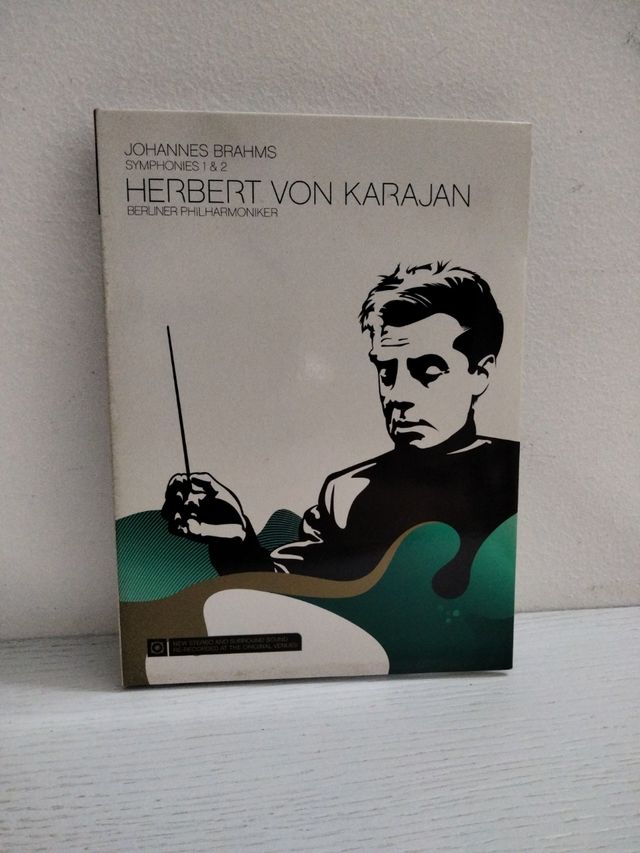 JOHANNES BRAHMS
SYMPHONIES 1 & 2
HERBERT VON KARAJAN
BERLINER PHILHARMONIKER
NEW STEREO AND SURROUND SOUND
RE-RECORDED AT THE ORIGINAL VENUES